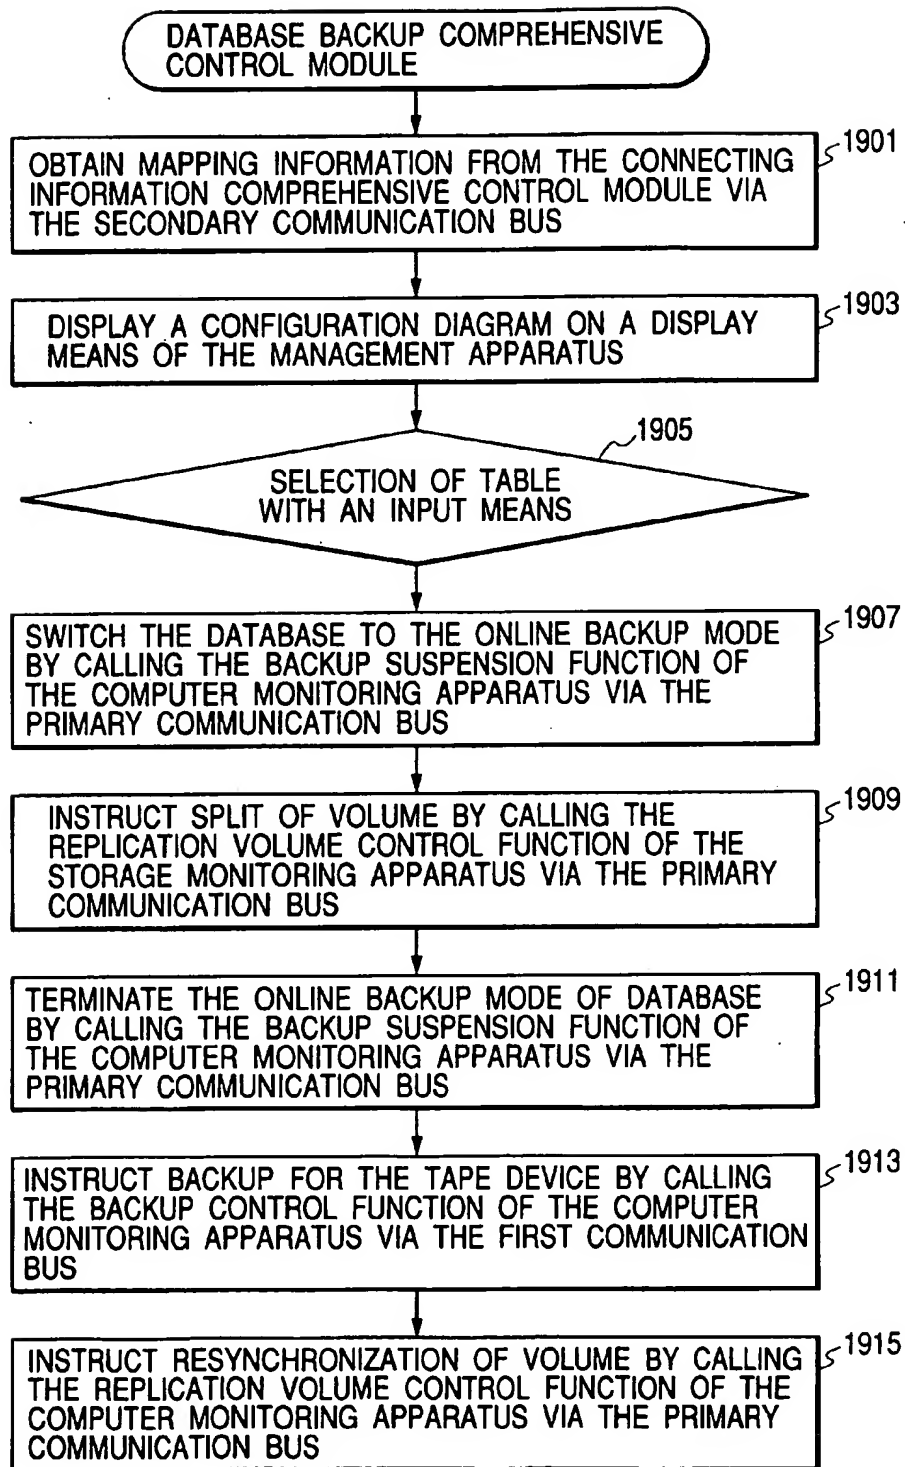 DATABASE BACKUP COMPREHENSIVE
CONTROL MODULE
1901
OBTAIN MAPPING INFORMATION FROM THE CONNECTING
INFORMATION COMPREHENSIVE CONTROL MODULE VIA
THE SECONDARY COMMUNICATION BUS
1903
DISPLAY A CONFIGURATION DIAGRAM ON A DISPLAY
MEANS OF THE MANAGEMENT APPARATUS
1905
SELECTION OF TABLE
WITH AN INPUT MEANS
1907
SWITCH THE DATABASE TO THE ONLINE BACKUP MODE
BY CALLING THE BACKUP SUSPENSION FUNCTION OF
THE COMPUTER MONITORING APPARATUS VIA THE
PRIMARY COMMUNICATION BUS
1909
INSTRUCT SPLIT OF VOLUME BY CALLING THE
REPLICATION VOLUME CONTROL FUNCTION OF THE
STORAGE MONITORING APPARATUS VIA THE PRIMARY
COMMUNICATION BUS
1911
TERMINATE THE ONLINE BACKUP MODE OF DATABASE
BY CALLING THE BACKUP SUSPENSION FUNCTION OF
THE COMPUTER MONITORING APPARATUS VIA THE
PRIMARY COMMUNICATION BUS
1913
INSTRUCT BACKUP FOR THE TAPE DEVICE BY CALLING
THE BACKUP CONTROL FUNCTION OF THE COMPUTER
MONITORING APPARATUS VIA THE FIRST COMMUNICATION
BUS
1915
INSTRUCT RESYNCHRONIZATION OF VOLUME BY CALLING
THE REPLICATION VOLUME CONTROL FUNCTION OF THE
COMPUTER MONITORING APPARATUS VIA THE PRIMARY
COMMUNICATION BUS